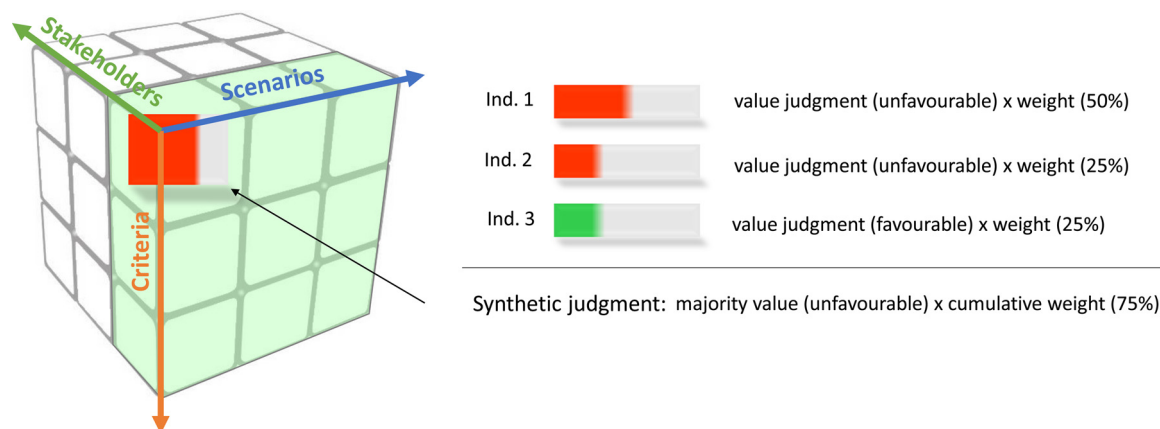 Stakeholders
Scenarios
Criteria
Ind. 1 value judgment (unfavourable) x weight (50%)
Ind. 2 value judgment (unfavourable) x weight (25%)
Ind. 3 value judgment (favourable) x weight (25%)
Synthetic judgment: majority value (unfavourable) x cumulative weight (75%)